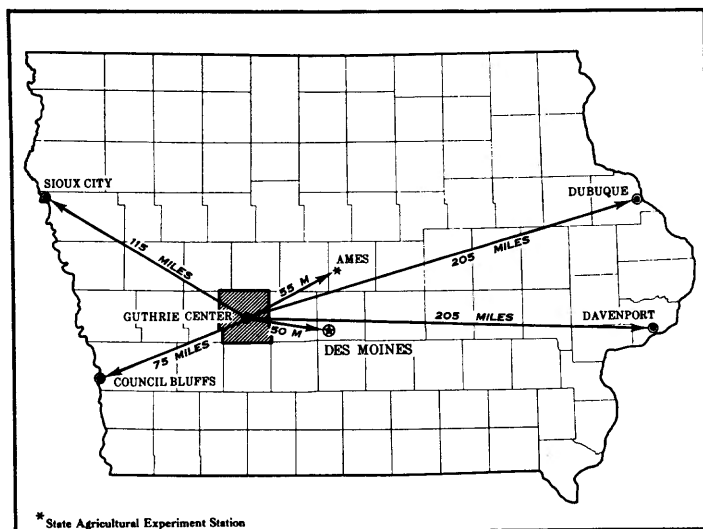 SIOUX CITY
DUBUQUE
115 MILES
205 MILES
AMES
*
55 M
GUTHRIE CENTER
205 MILES
DAVENPORT
50 M
75 MILES
DES MOINES
COUNCIL BLUFFS
*State Agricultural Experiment Station